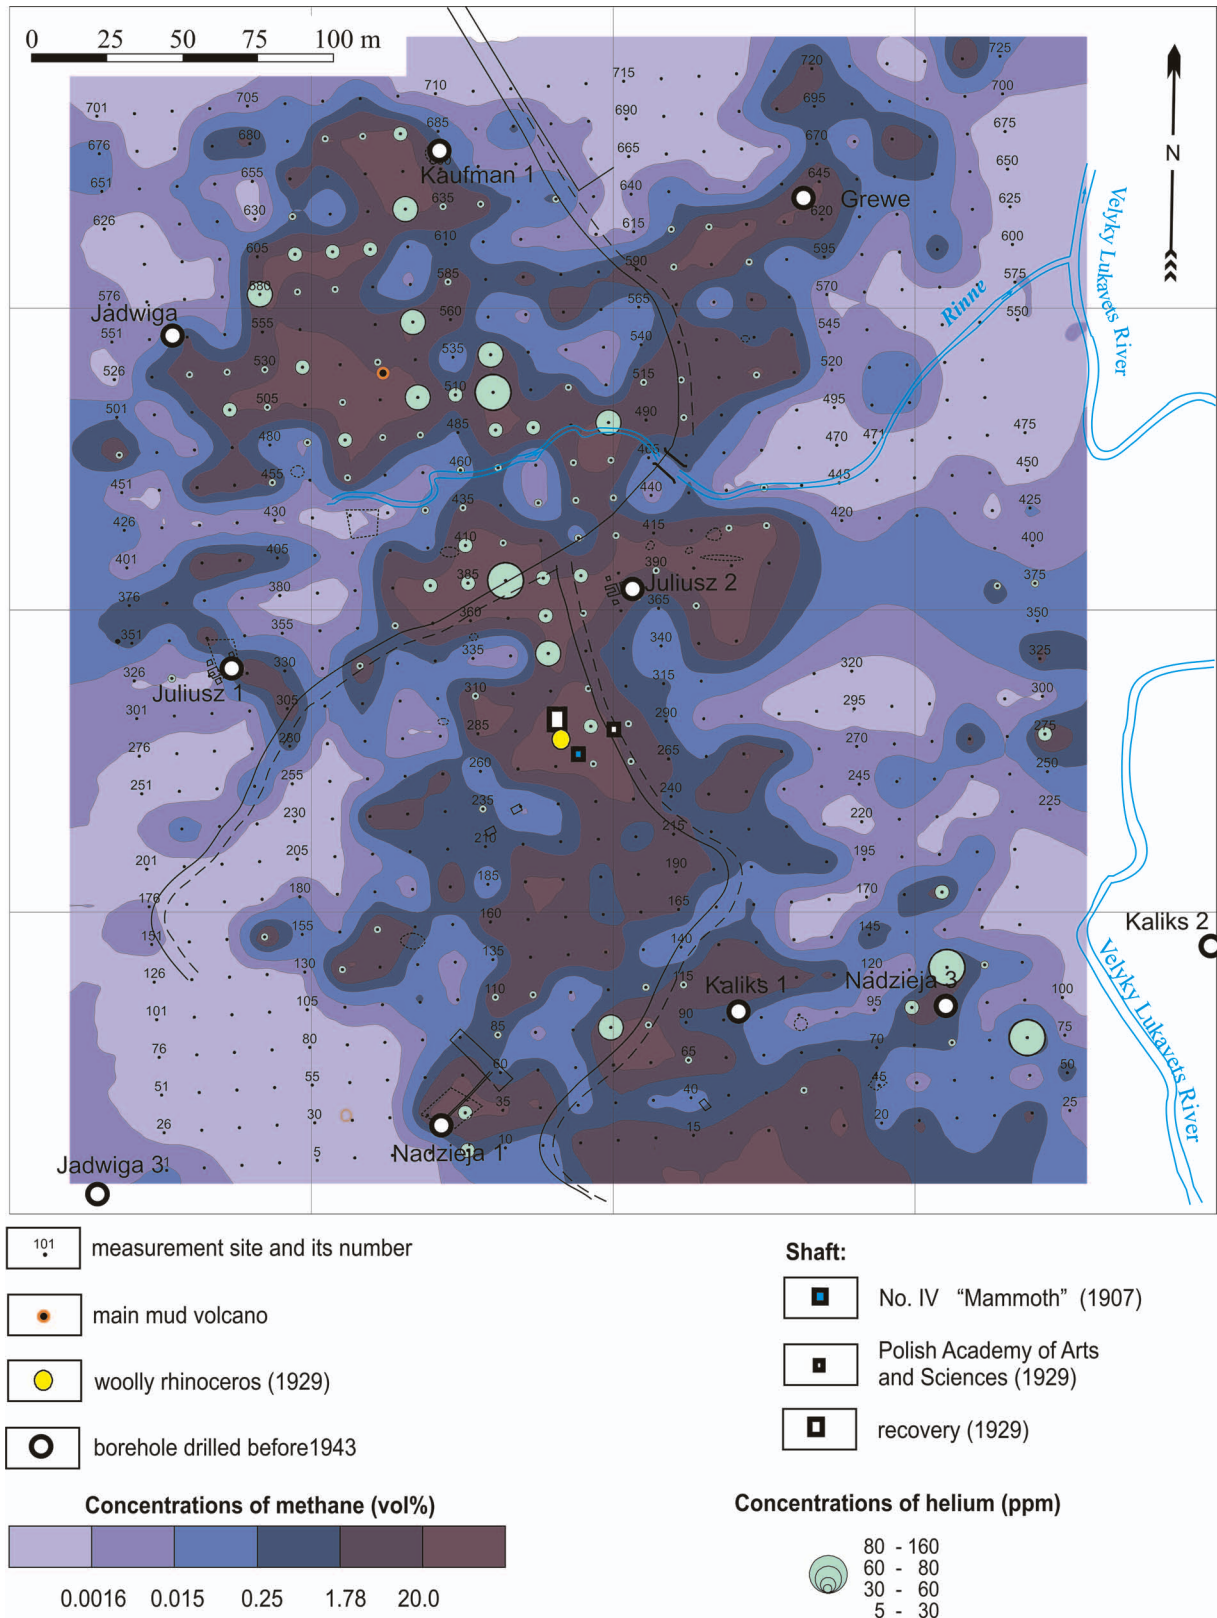 0 25 50 75 100 m
725
715 720
710 700
705 695
701 690
685 675
680 670
676 N
665 650
Kaufman 1
655 645
651 640
635 Grewe 625
630 620
626 615
610 600
605 595
590
585 575
580 570
576 565
560 550
Jadwiga 555 545
551 540
535
530 520
526 515
510
505 495
501 490
485 475
480 470 471
465
460 450
455 445
451 440
435 425
430 420
426 415
410 400
405
401 390
385 375
380 Juliusz 2
376 365
360 350
355
351 340
335 325
330 320
326 315
Juliusz 1 310 300
305 295
301 290
285 275
280 270
276 265
260 250
255 245
251 240
235 225
230 220
215
210
205 195
201 190
185
180 170
176 165
160
155 145
151 140
135
130 120
126 115
Kaliks 1 Nadzieja 3
110 100
105 95
101 90
85 75
80 70
76 65
60 50
55 45
51 40
35 25
30 20
26 15
10
Nadzieja 1
5
Jadwiga 3
1
Rinne
Velyky Lukavets River
Kaliks 2
Velyky Lukavets River
101 measurement site and its number
main mud volcano
woolly rhinoceros (1929)
borehole drilled before1943
Shaft:
No. IV "Mammoth" (1907)
Polish Academy of Arts
and Sciences (1929)
recovery (1929)
Concentrations of methane (vol%)
0.0016 0.015 0.25 1.78 20.0
Concentrations of helium (ppm)
80 - 160
60 - 80
30 - 60
5 - 30